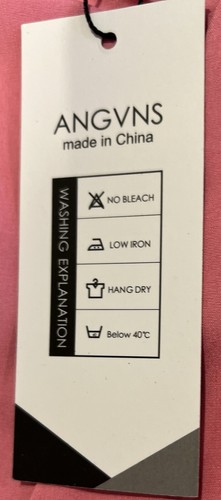 ANGVNS
made in China
WASHING EXPLANATION
NO BLEACH
LOW IRON
HANG DRY
Below 40℃